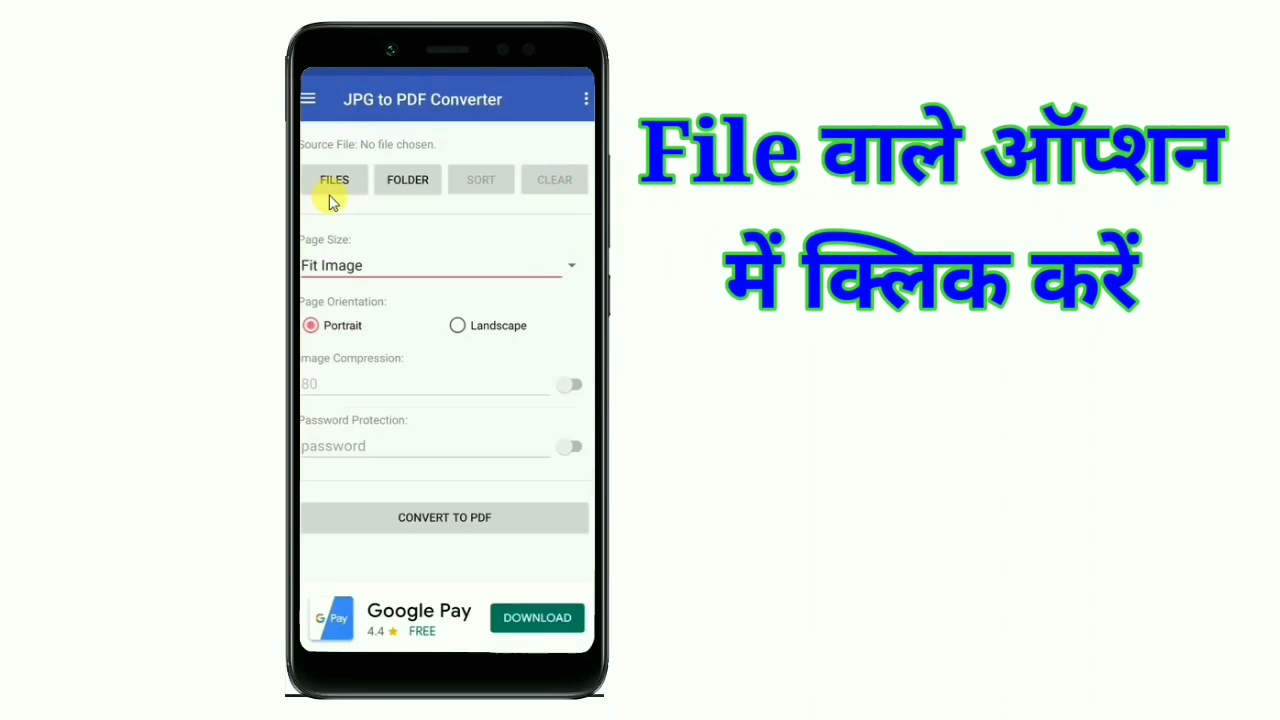 JPG to PDF Converter
Source File: No file chosen.
FILES FOLDER SORT CLEAR
Page Size:
Fit Image
Page Orientation:
Portrait Landscape
mage Compression:
80
Password Protection:
password
CONVERT TO PDF
G Pay Google Pay DOWNLOAD
4.4 ★ FREE
File वाले ऑप्शन
में क्लिक करें